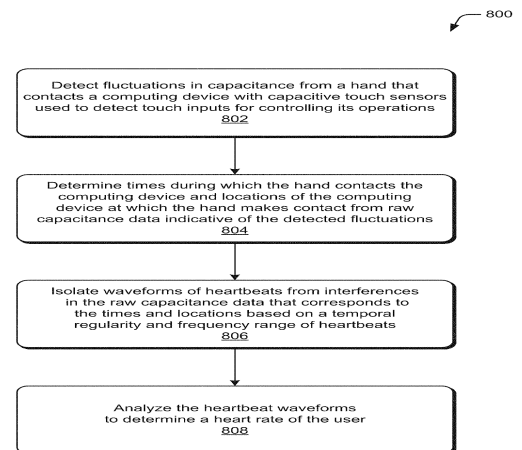 800
Detect fluctuations in capacitance from a hand that
contacts a computing device with capacitive touch sensors
used to detect touch inputs for controlling its operations
802
Determine times during which the hand contacts the
computing device and locations of the computing
device at which the hand makes contact from raw
capacitance data indicative of the detected fluctuations
804
Isolate waveforms of heartbeats from interferences
in the raw capacitance data that corresponds to
the times and locations based on a temporal
regularity and frequency range of heartbeats
806
Analyze the heartbeat waveforms
to determine a heart rate of the user
808